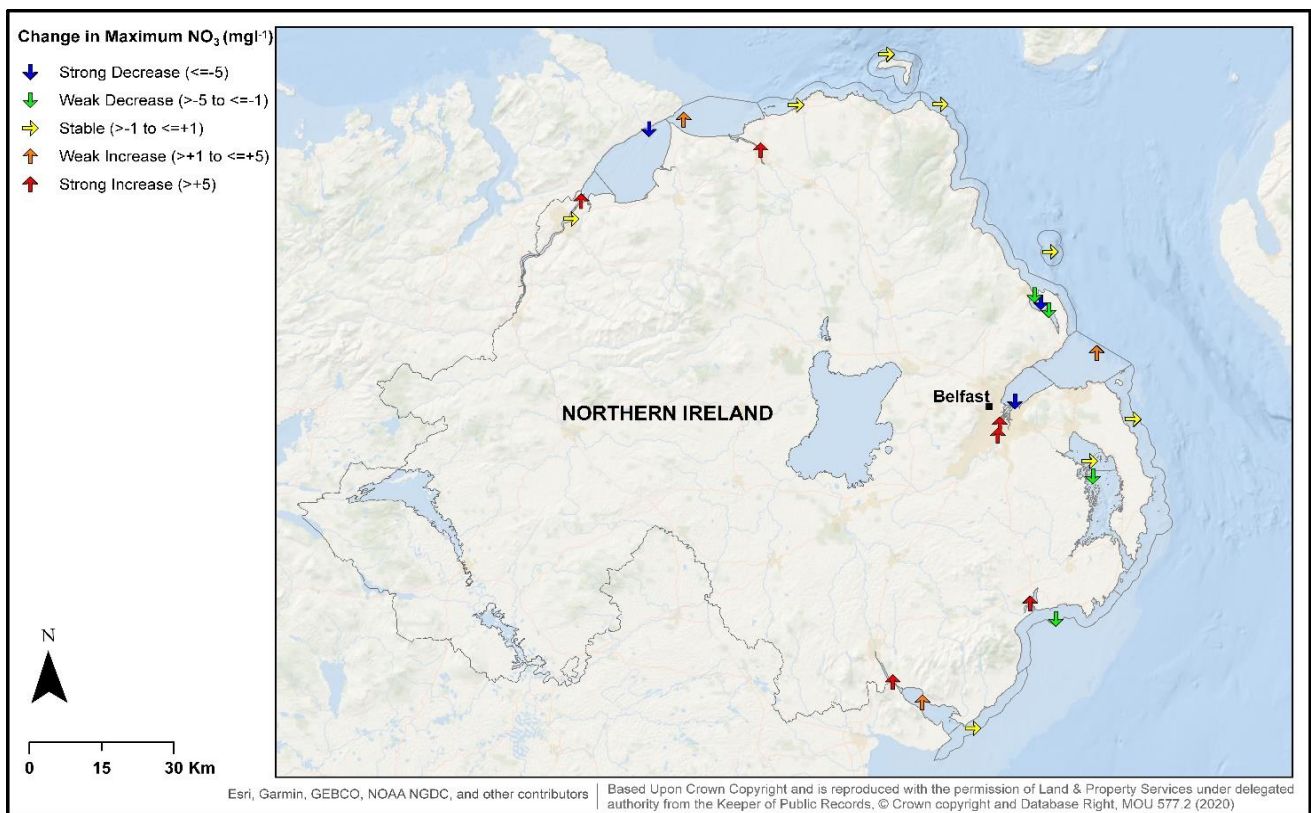 Change in Maximum NO₃ (mgl⁻¹)
Strong Decrease (<=-5)
Weak Decrease (>-5 to <=-1)
Stable (>-1 to <=+1)
Weak Increase (>+1 to <=+5)
Strong Increase (>+5)
Belfast
NORTHERN IRELAND
N
0 15 30 Km
Esri, Garmin, GEBCO, NOAA NGDC, and other contributors
Based Upon Crown Copyright and is reproduced with the permission of Land & Property Services under delegated
authority from the Keeper of Public Records, © Crown copyright and Database Right, MOU 577.2 (2020)